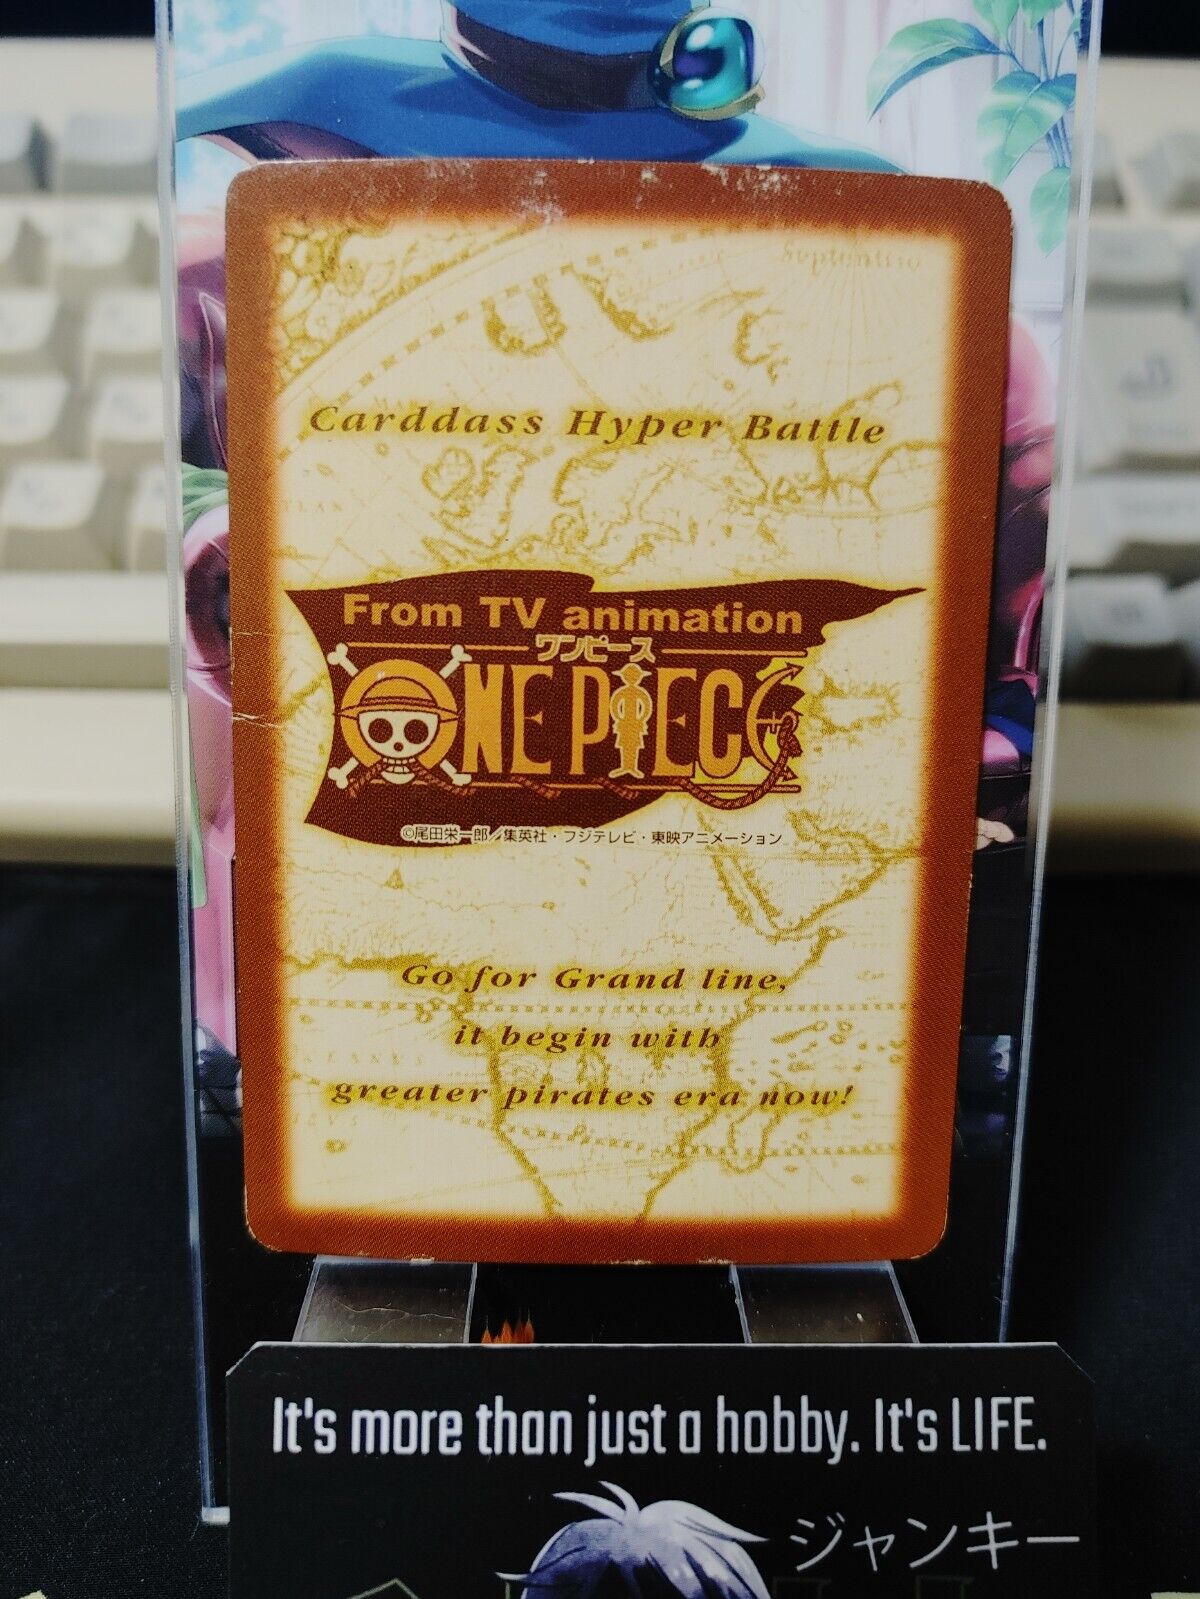 Septentrio
Carddass Hyper Battle
From TV animation
ワンピース
ONE PIECE
©尾田栄一郎／集英社・フジテレビ・東映アニメーション
Go for Grand line,
it begin with
greater pirates era now!
It's more than just a hobby. It's LIFE.
ジャンキー